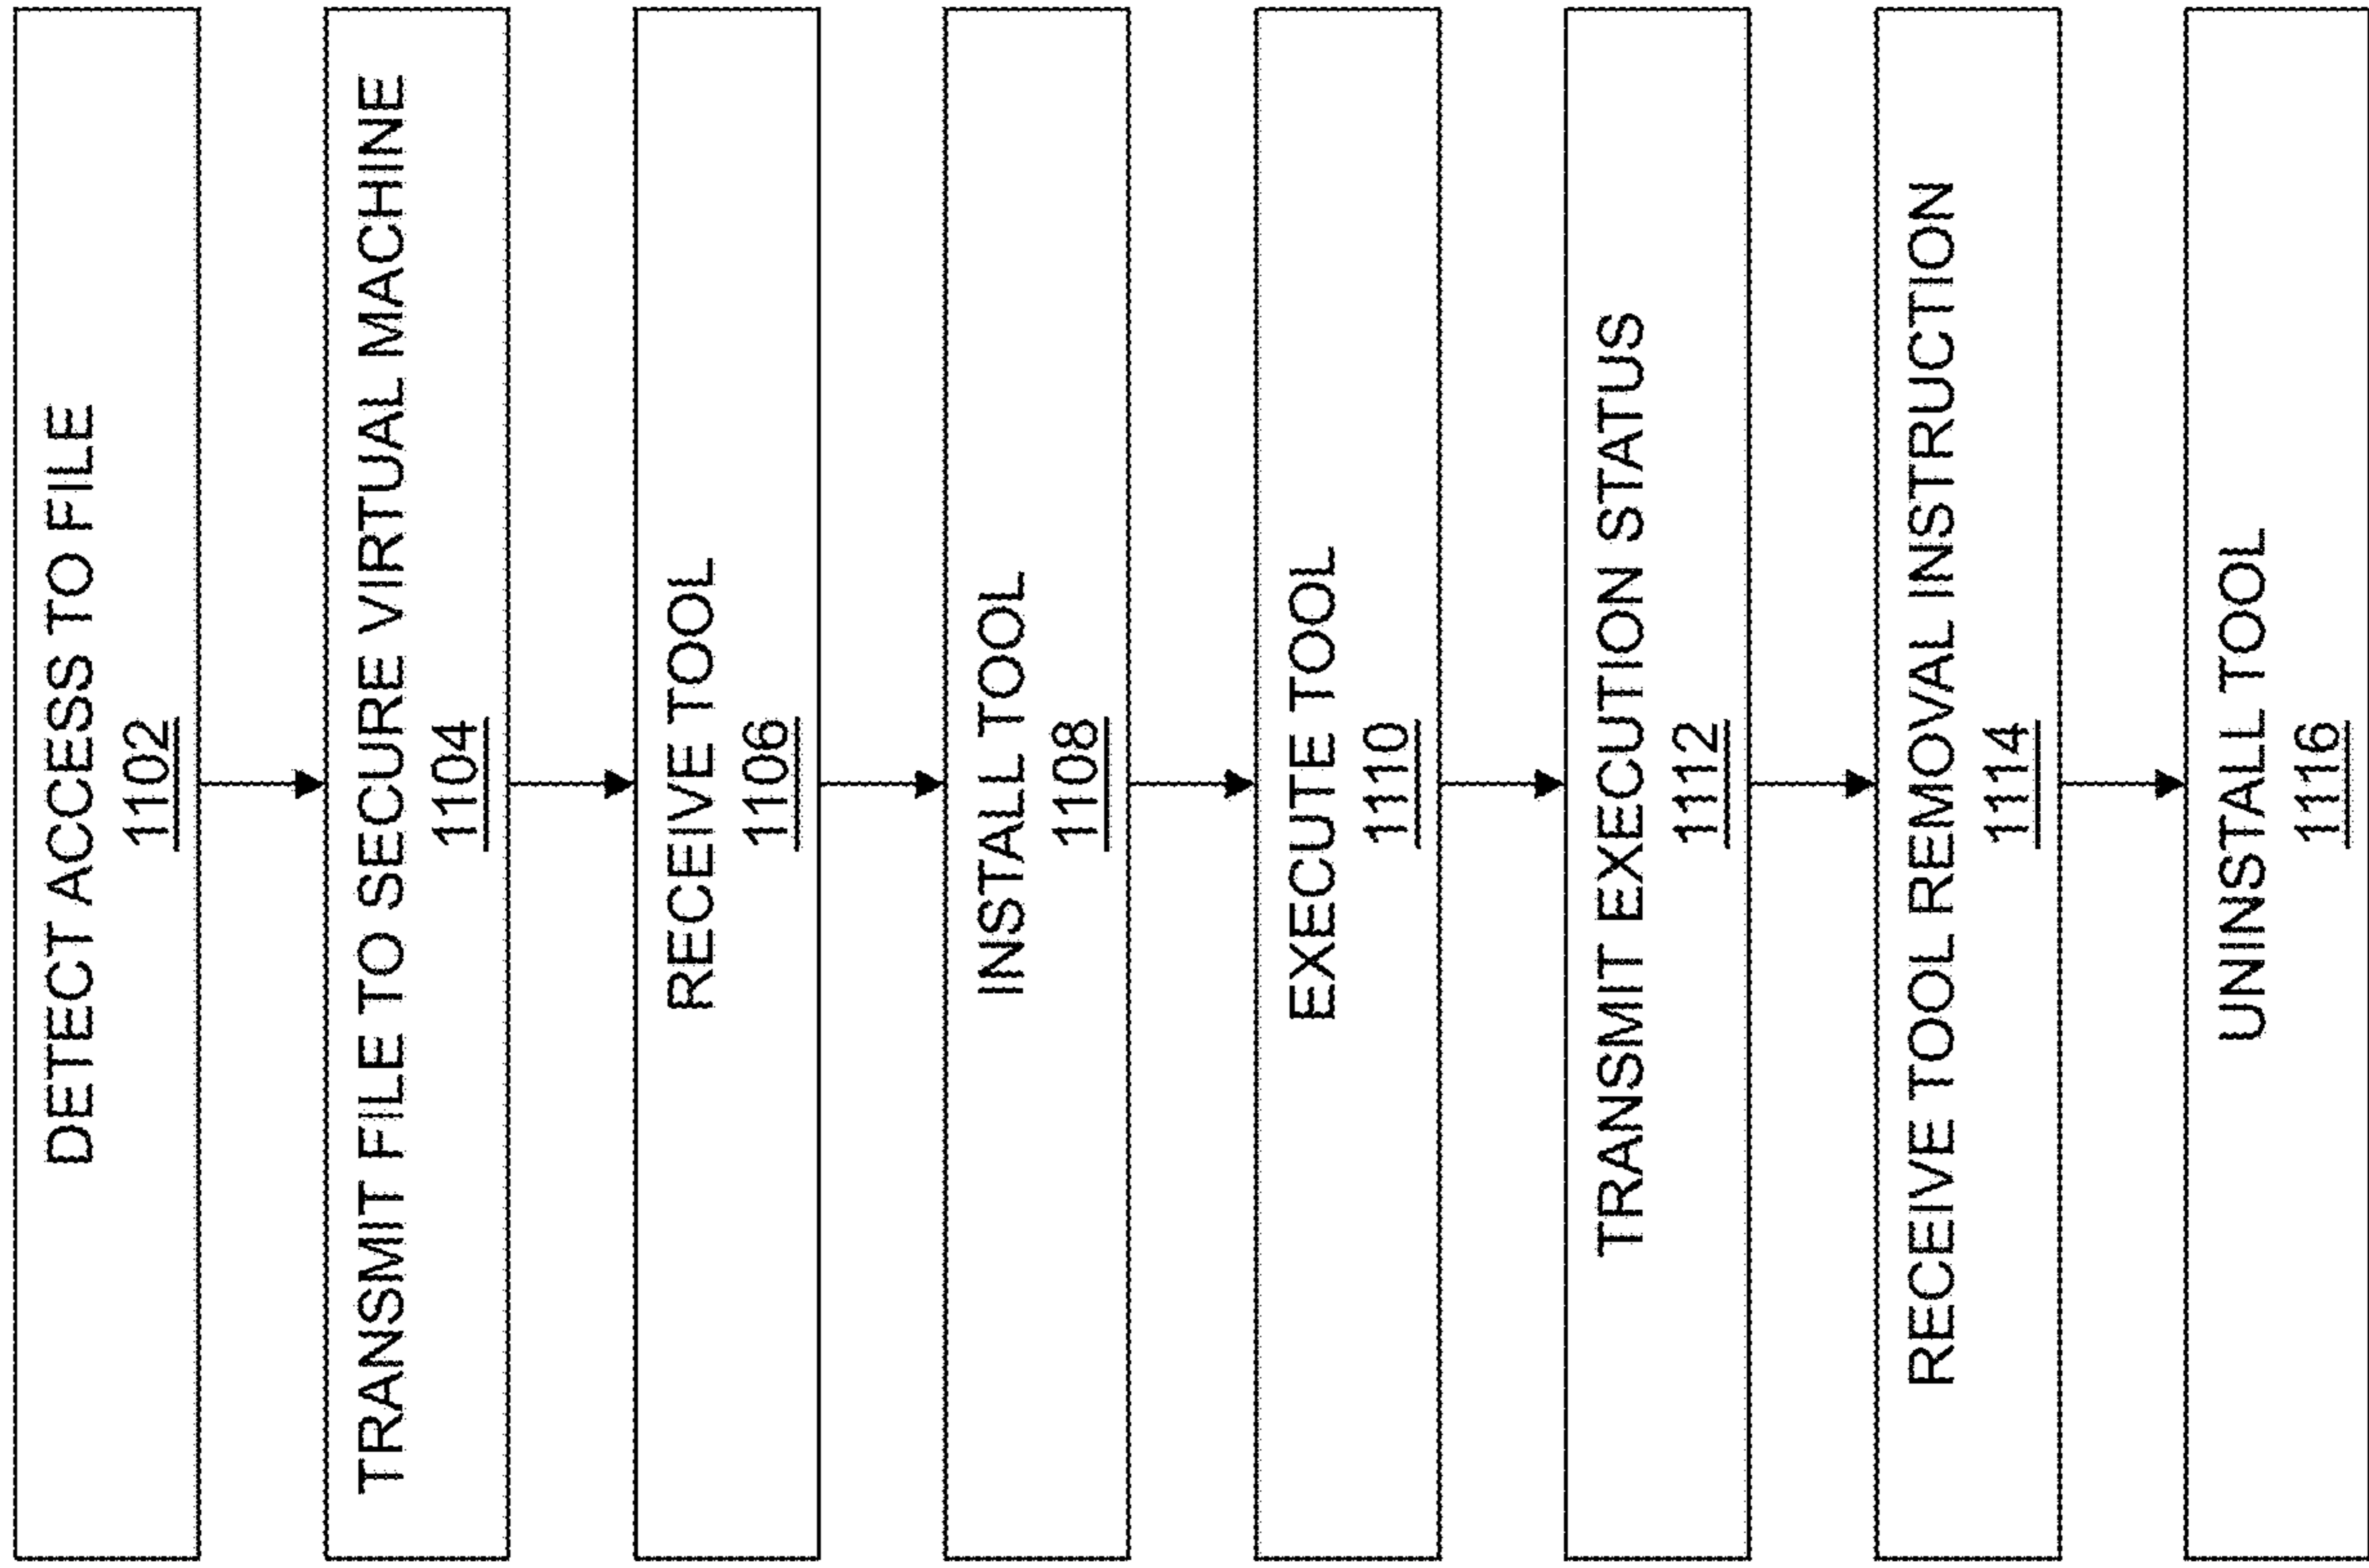 DETECT ACCESS TO FILE
1102
TRANSMIT FILE TO SECURE VIRTUAL MACHINE
1104
RECEIVE TOOL
1106
INSTALL TOOL
1108
EXECUTE TOOL
1110
TRANSMIT EXECUTION STATUS
1112
RECEIVE TOOL REMOVAL INSTRUCTION
1114
UNINSTALL TOOL
1116